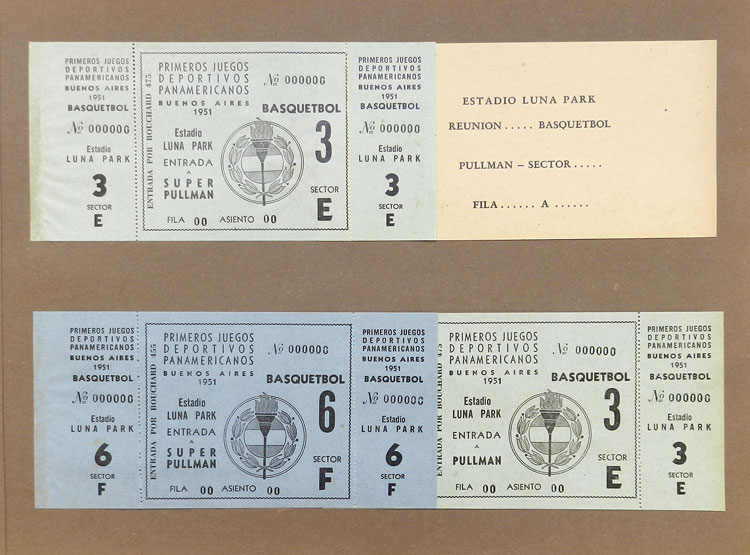 PRIMEROS JUEGOS
DEPORTIVOS
PANAMERICANOS
BUENOS AIRES
1951
BASQUETBOL
Nº 000000
Estadio
LUNA PARK
3
SECTOR
E
ENTRADA POR BOUCHARD 475
PRIMEROS JUEGOS
DEPORTIVOS
PANAMERICANOS
BUENOS AIRES
1951
Nº 000000
BASQUETBOL
Estadio
LUNA PARK
ENTRADA
A
SUPER
PULLMAN
3
SECTOR
E
FILA 00 ASIENTO 00
PRIMEROS JUEGOS
DEPORTIVOS
PANAMERICANOS
BUENOS AIRES
1951
BASQUETBOL
Nº 000000
Estadio
LUNA PARK
3
SECTOR
E
ESTADIO LUNA PARK
REUNION ..... BASQUETBOL
PULLMAN – SECTOR .....
FILA ...... A ......
PRIMEROS JUEGOS
DEPORTIVOS
PANAMERICANOS
BUENOS AIRES
1951
BASQUETBOL
Nº 000000
Estadio
LUNA PARK
6
SECTOR
F
ENTRADA POR BOUCHARD 455
PRIMEROS JUEGOS
DEPORTIVOS
PANAMERICANOS
BUENOS AIRES
1951
Nº 000000
BASQUETBOL
Estadio
LUNA PARK
ENTRADA
A
SUPER
PULLMAN
6
SECTOR
F
FILA 00 ASIENTO 00
PRIMEROS JUEGOS
DEPORTIVOS
PANAMERICANOS
BUENOS AIRES
1951
BASQUETBOL
Nº 000000
Estadio
LUNA PARK
6
SECTOR
F
ENTRADA POR BOUCHARD 475
PRIMEROS JUEGOS
DEPORTIVOS
PANAMERICANOS
BUENOS AIRES
1951
Nº 000000
BASQUETBOL
Estadio
LUNA PARK
ENTRADA
A
PULLMAN
3
SECTOR
E
FILA 00 ASIENTO 00
PRIMEROS JUEGOS
DEPORTIVOS
PANAMERICANOS
BUENOS AIRES
1951
BASQUETBOL
Nº 000000
Estadio
LUNA PARK
3
SECTOR
E